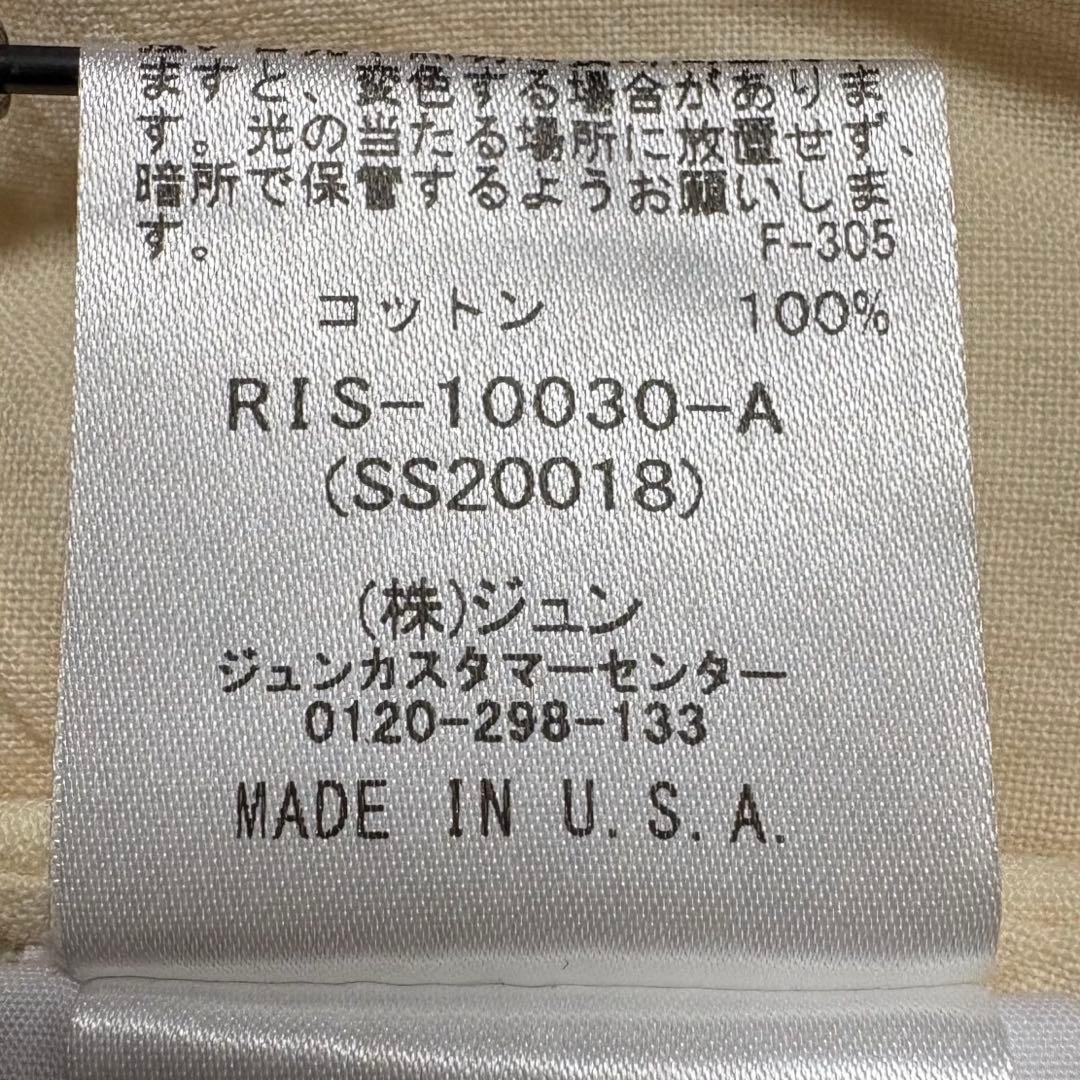 ますと、変色する場合がありま
す。光の当たる場所に放置せず、
暗所で保管するようお願いしま
す。
F-305
コットン 100%
RIS-10030-A
(SS20018)
(株)ジュン
ジュンカスタマーセンター
0120-298-133
MADE IN U.S.A.